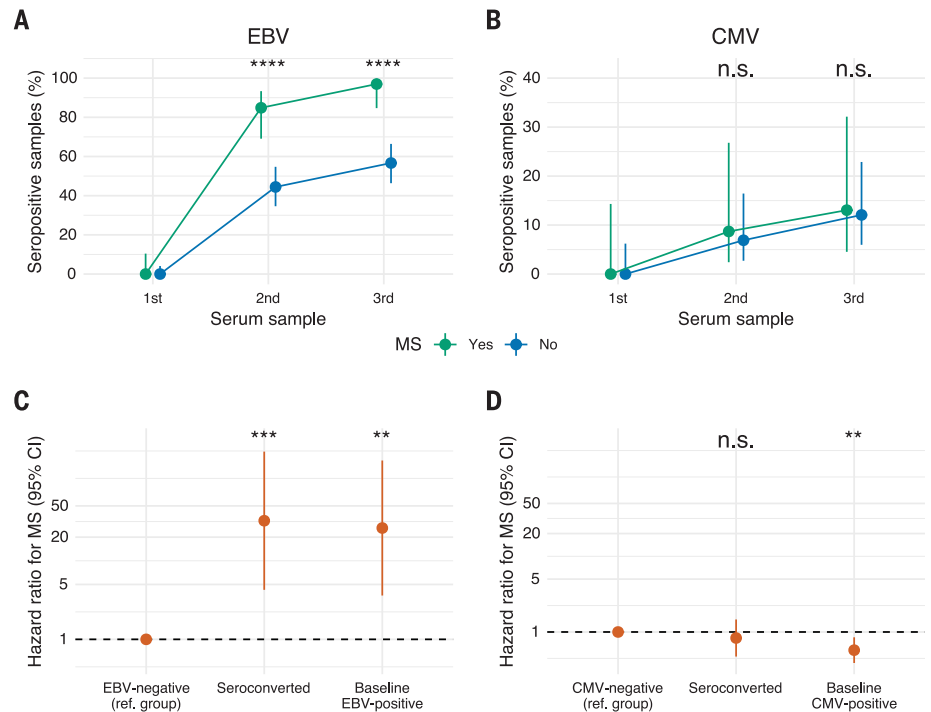 A
EBV
Seropositive samples (%)
100
80
60
40
20
0
****
****
1st
2nd
3rd
Serum sample
B
CMV
Seropositive samples (%)
40
30
20
10
0
n.s.
n.s.
1st
2nd
3rd
Serum sample
MS Yes No
C
Hazard ratio for MS (95% CI)
50
20
5
1
***
**
EBV-negative
(ref. group)
Seroconverted
Baseline
EBV-positive
D
Hazard ratio for MS (95% CI)
50
20
5
1
n.s.
**
CMV-negative
(ref. group)
Seroconverted
Baseline
CMV-positive